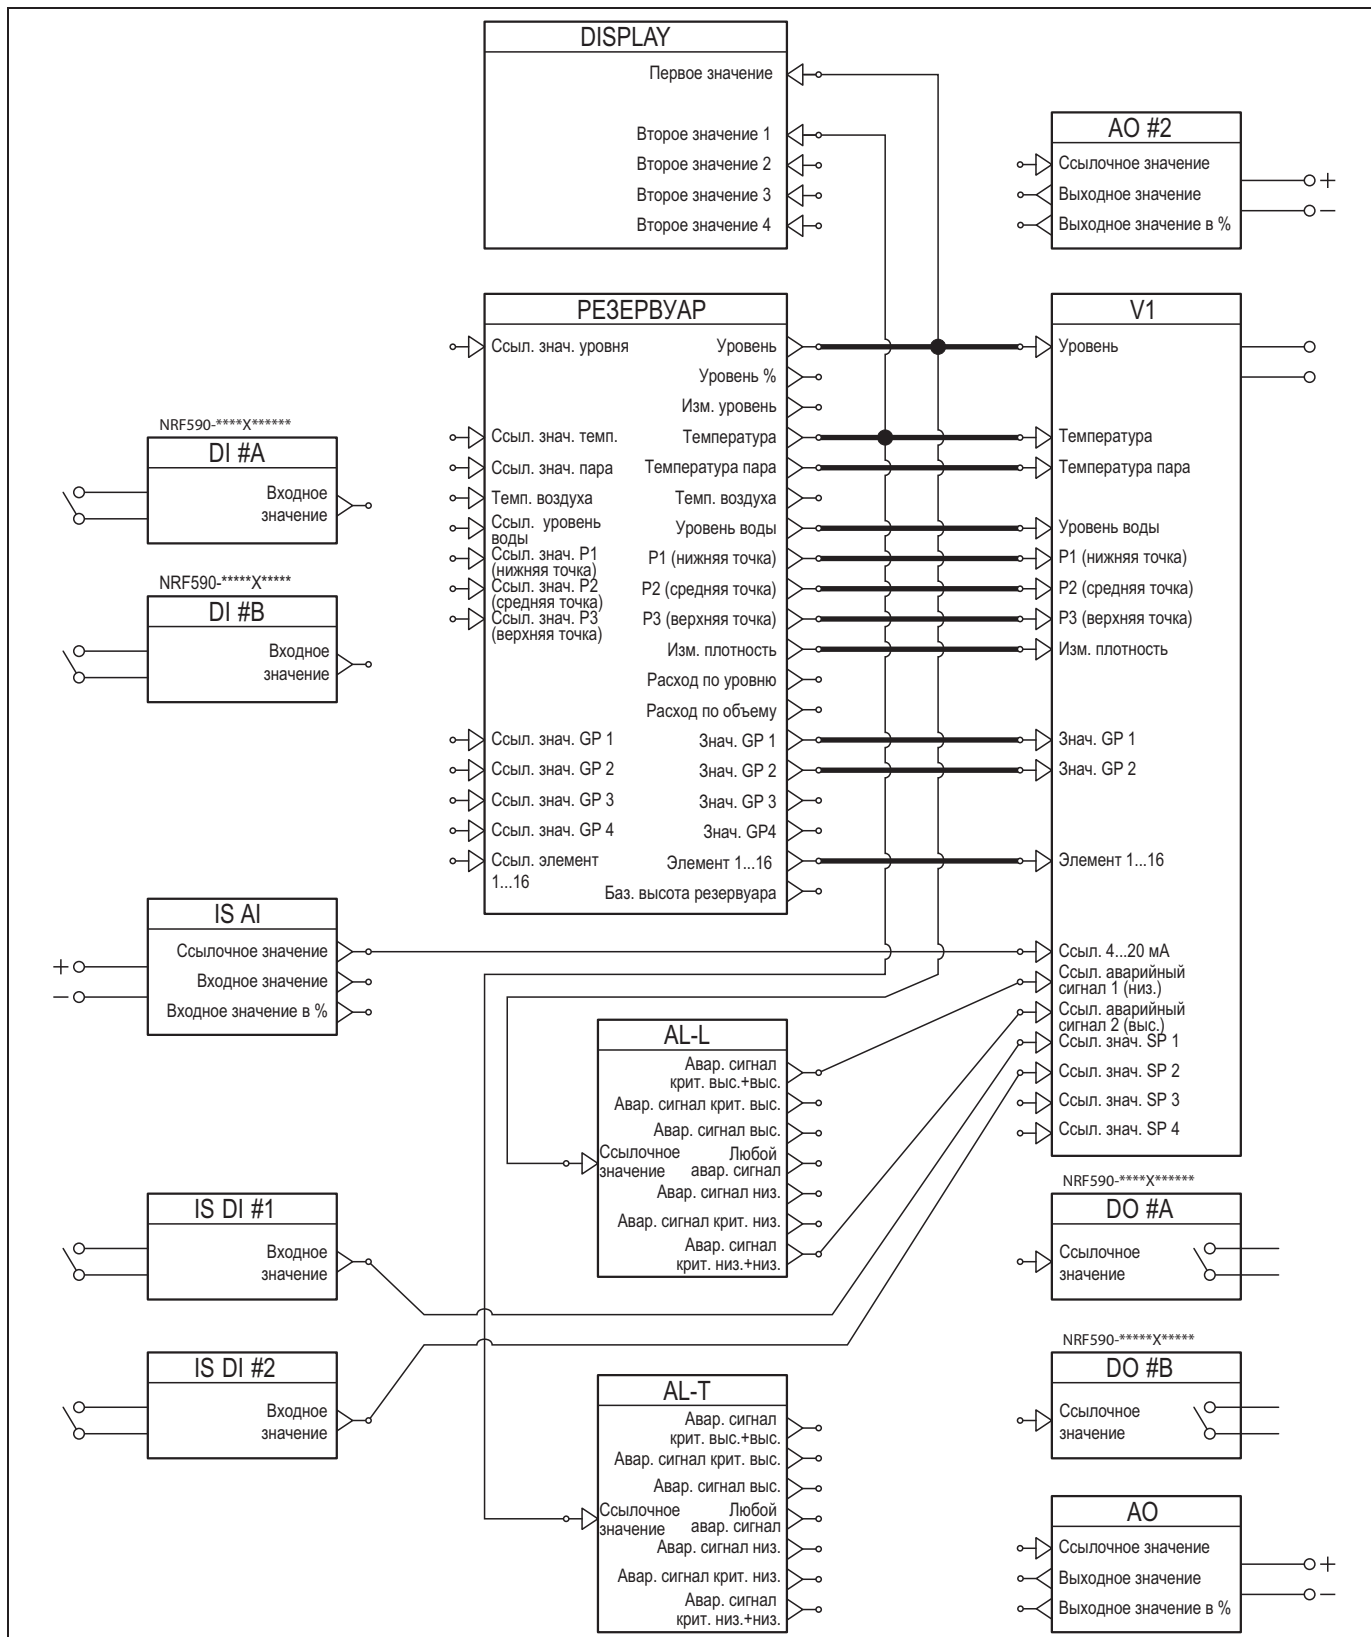 DISPLAY
Первое значение
Второе значение 1
Второе значение 2
Второе значение 3
Второе значение 4
AO #2
Ссылочное значение
Выходное значение
Выходное значение в %
+
–
РЕЗЕРВУАР
Ссыл. знач. уровня
Ссыл. знач. темп.
Ссыл. знач. пара
Темп. воздуха
Ссыл. уровень
воды
Ссыл. знач. P1
(нижняя точка)
Ссыл. знач. P2
(средняя точка)
Ссыл. знач. P3
(верхняя точка)
Ссыл. знач. GP 1
Ссыл. знач. GP 2
Ссыл. знач. GP 3
Ссыл. знач. GP 4
Ссыл. элемент
1...16
Уровень
Уровень %
Изм. уровень
Температура
Температура пара
Темп. воздуха
Уровень воды
P1 (нижняя точка)
P2 (средняя точка)
P3 (верхняя точка)
Изм. плотность
Расход по уровню
Расход по объему
Знач. GP 1
Знач. GP 2
Знач. GP 3
Знач. GP4
Элемент 1...16
Баз. высота резервуара
V1
Уровень
Температура
Температура пара
Уровень воды
P1 (нижняя точка)
P2 (средняя точка)
P3 (верхняя точка)
Изм. плотность
Знач. GP 1
Знач. GP 2
Элемент 1...16
Ссыл. 4...20 мА
Ссыл. аварийный
сигнал 1 (низ.)
Ссыл. аварийный
сигнал 2 (выс.)
Ссыл. знач. SP 1
Ссыл. знач. SP 2
Ссыл. знач. SP 3
Ссыл. знач. SP 4
NRF590-****X******
DI #A
Входное
значение
NRF590-*****X*****
DI #B
Входное
значение
IS AI
Ссылочное значение
Входное значение
Входное значение в %
+
–
AL-L
Авар. сигнал
крит. выс.+выс.
Авар. сигнал крит. выс.
Авар. сигнал выс.
Ссылочное
значение
Любой
авар. сигнал
Авар. сигнал низ.
Авар. сигнал крит. низ.
Авар. сигнал
крит. низ.+низ.
IS DI #1
Входное
значение
NRF590-****X******
DO #A
Ссылочное
значение
IS DI #2
Входное
значение
NRF590-*****X*****
DO #B
Ссылочное
значение
AL-T
Авар. сигнал
крит. выс.+выс.
Авар. сигнал крит. выс.
Авар. сигнал выс.
Ссылочное
значение
Любой
авар. сигнал
Авар. сигнал низ.
Авар. сигнал крит. низ.
Авар. сигнал
крит. низ.+низ.
AO
Ссылочное значение
Выходное значение
Выходное значение в %
+
–